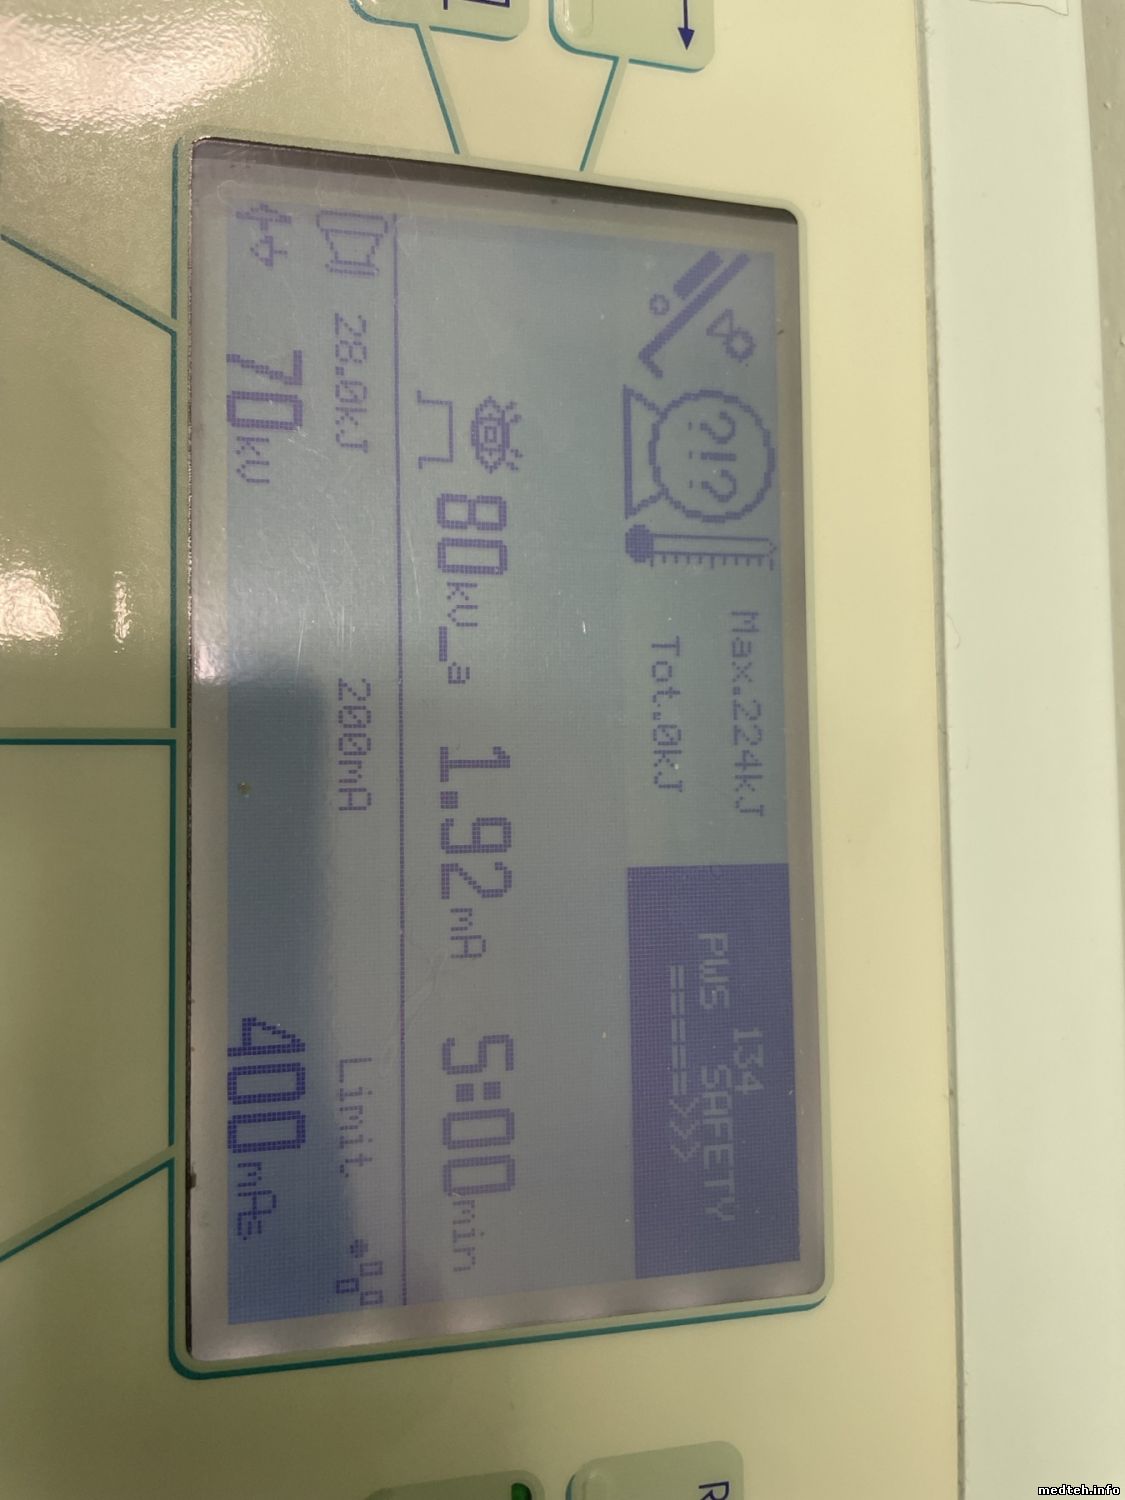 ?!?
Max.224kJ
Tot.0kJ
134
PWS SAFETY
=====>>>
80kV_a 1.92mA 5:00min
28.0kJ 200mA Limit.
70kV 400mAs
R
medteh.info